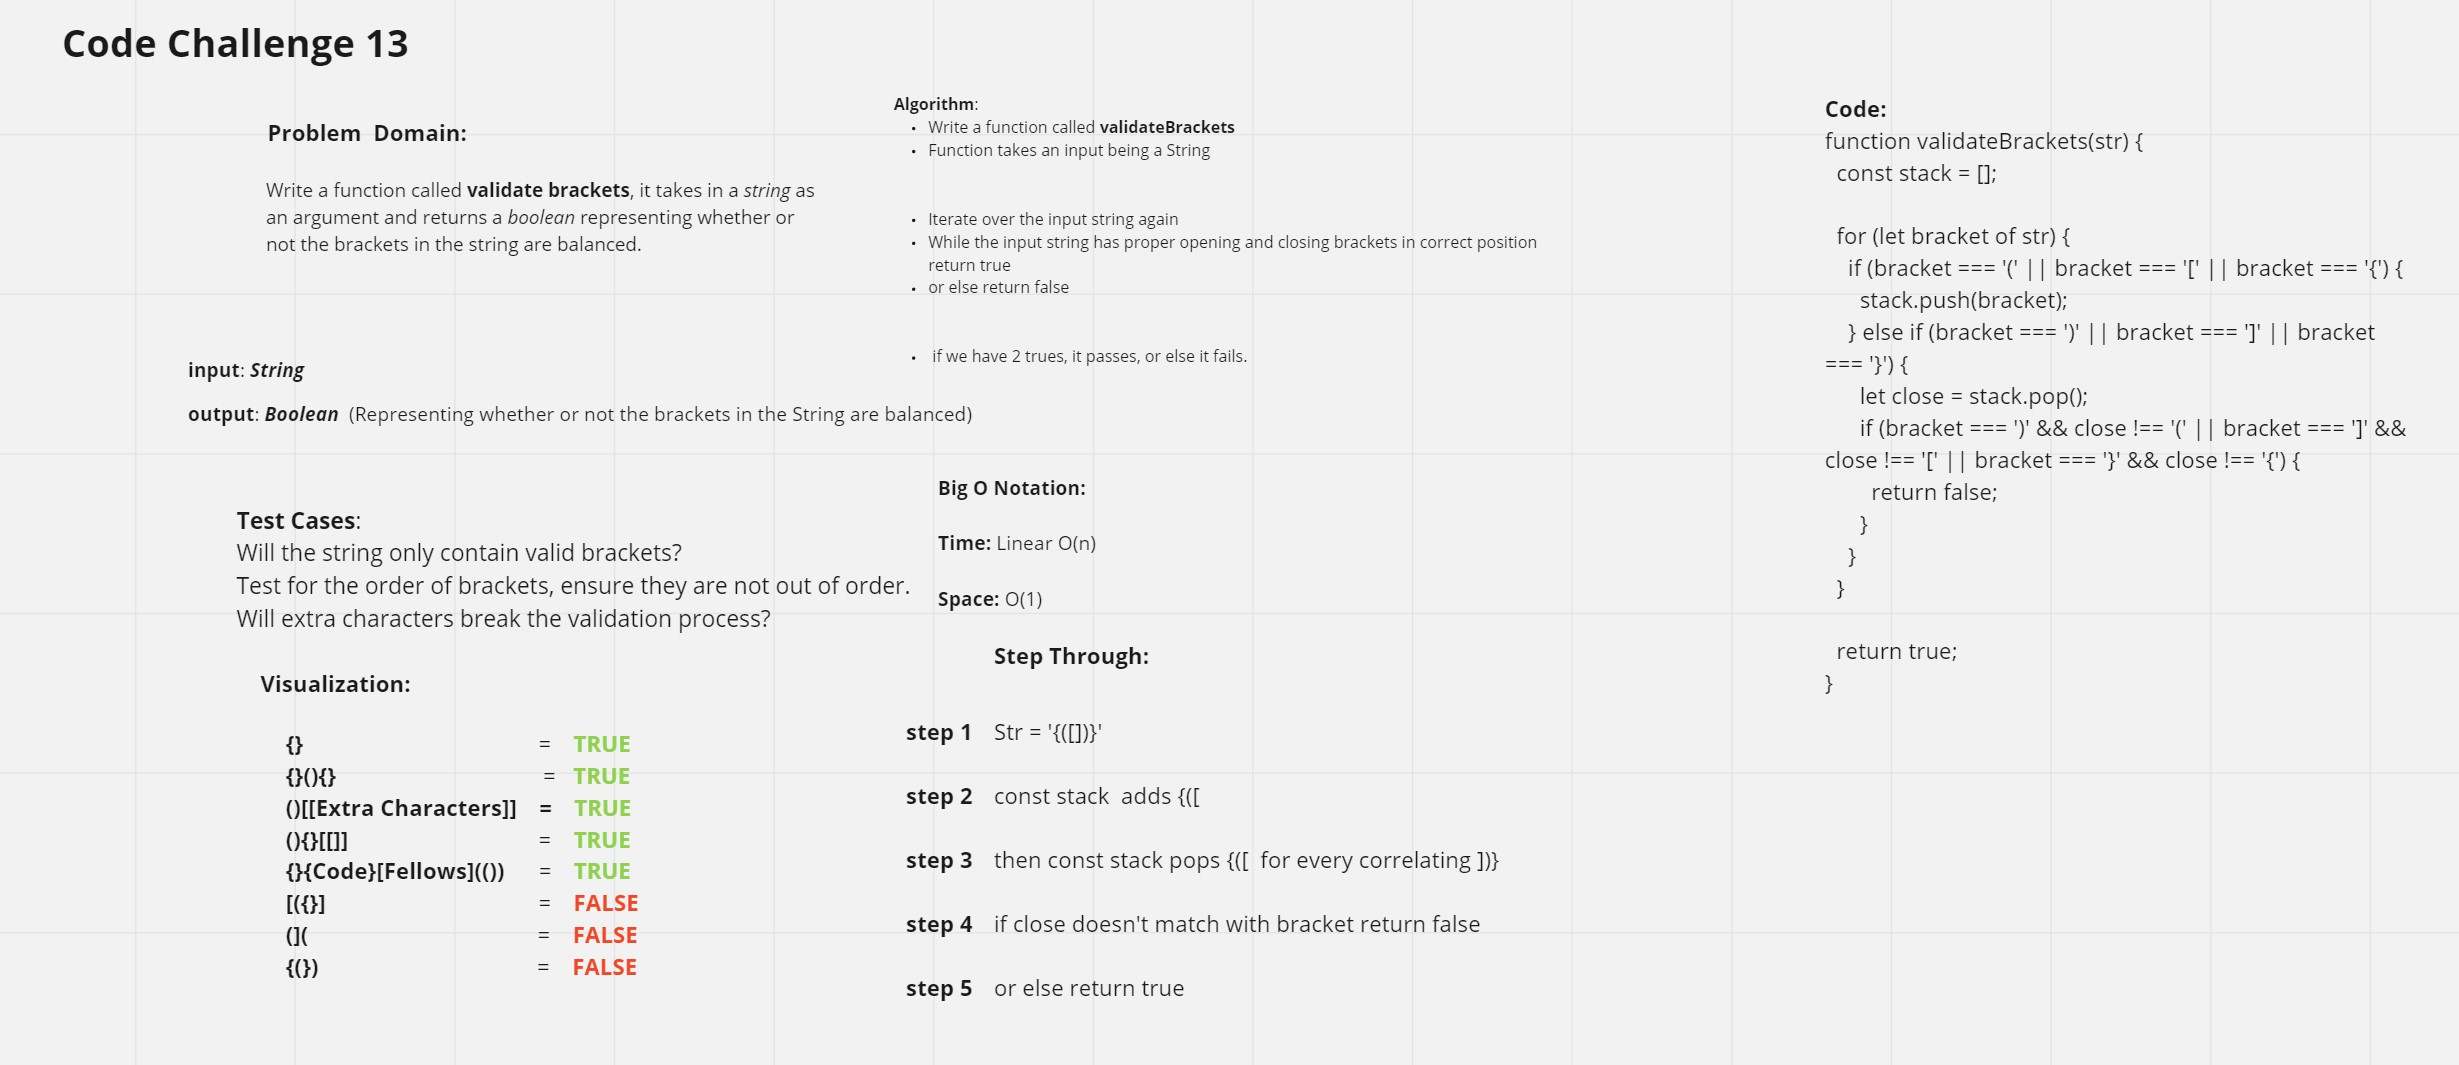 Code Challenge 13
Problem Domain:
Write a function called validate brackets, it takes in a string as
an argument and returns a boolean representing whether or
not the brackets in the string are balanced.
input: String
output: Boolean (Representing whether or not the brackets in the String are balanced)
Test Cases:
Will the string only contain valid brackets?
Test for the order of brackets, ensure they are not out of order.
Will extra characters break the validation process?
Visualization:
{} = TRUE
{}(){} = TRUE
()[[Extra Characters]] = TRUE
(){}[[]] = TRUE
{}{Code}[Fellows](()) = TRUE
[({}] = FALSE
(]( = FALSE
{(}) = FALSE
Algorithm:
• Write a function called validateBrackets
• Function takes an input being a String
• Iterate over the input string again
• While the input string has proper opening and closing brackets in correct position
return true
• or else return false
• if we have 2 trues, it passes, or else it fails.
Big O Notation:
Time: Linear O(n)
Space: O(1)
Step Through:
step 1 Str = '{([])}'
step 2 const stack adds {([
step 3 then const stack pops {([ for every correlating ])}
step 4 if close doesn't match with bracket return false
step 5 or else return true
Code:
function validateBrackets(str) {
const stack = [];
for (let bracket of str) {
if (bracket === '(' || bracket === '[' || bracket === '{') {
stack.push(bracket);
} else if (bracket === ')' || bracket === ']' || bracket
=== '}') {
let close = stack.pop();
if (bracket === ')' && close !== '(' || bracket === ']' &&
close !== '[' || bracket === '}' && close !== '{') {
return false;
}
}
}
return true;
}